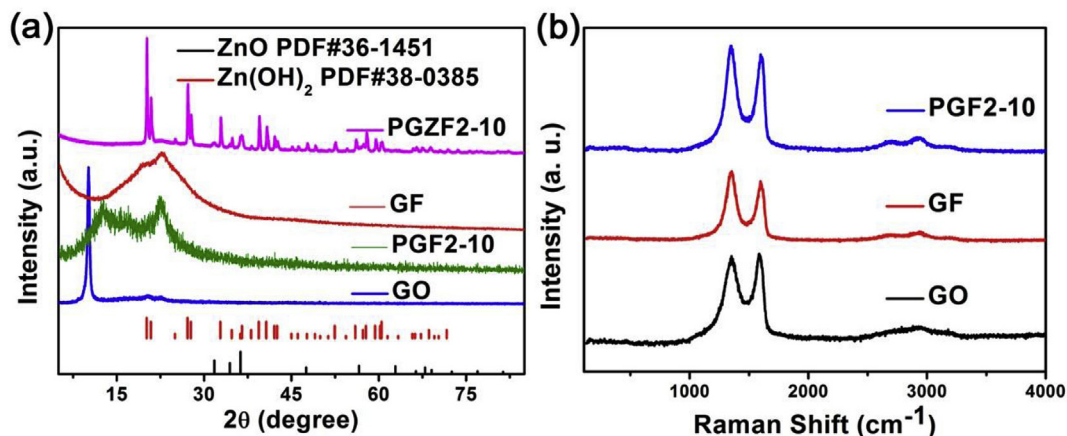 (a)
ZnO PDF#36-1451
Zn(OH)₂ PDF#38-0385
PGZF2-10
GF
PGF2-10
GO
Intensity (a.u.)
15 30 45 60 75
2θ (degree)
(b)
PGF2-10
GF
GO
Intensity (a. u.)
1000 2000 3000 4000
Raman Shift (cm⁻¹)